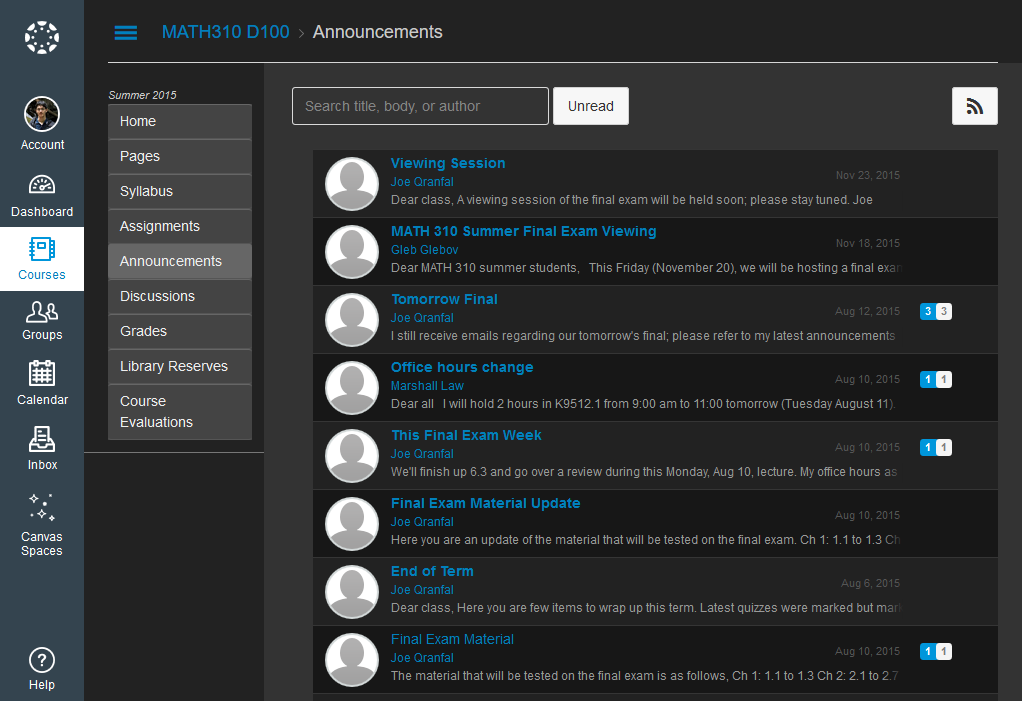 MATH310 D100 > Announcements
Account
Dashboard
Courses
Groups
Calendar
Inbox
Canvas
Spaces
Help
Summer 2015
Home
Pages
Syllabus
Assignments
Announcements
Discussions
Grades
Library Reserves
Course
Evaluations
Search title, body, or author
Unread
Viewing Session
Joe Qranfal
Nov 23, 2015
Dear class, A viewing session of the final exam will be held soon; please stay tuned. Joe
MATH 310 Summer Final Exam Viewing
Gleb Glebov
Nov 18, 2015
Dear MATH 310 summer students, This Friday (November 20), we will be hosting a final exam
Tomorrow Final
Joe Qranfal
Aug 12, 2015
3 3
I still receive emails regarding our tomorrow's final; please refer to my latest announcements
Office hours change
Marshall Law
Aug 10, 2015
1 1
Dear all I will hold 2 hours in K9512.1 from 9:00 am to 11:00 tomorrow (Tuesday August 11).
This Final Exam Week
Joe Qranfal
Aug 10, 2015
1 1
We'll finish up 6.3 and go over a review during this Monday, Aug 10, lecture. My office hours as
Final Exam Material Update
Joe Qranfal
Aug 10, 2015
Here you are an update of the material that will be tested on the final exam. Ch 1: 1.1 to 1.3 Ch
End of Term
Joe Qranfal
Aug 6, 2015
Dear class, Here you are few items to wrap up this term. Latest quizzes were marked but mark
Final Exam Material
Joe Qranfal
Aug 10, 2015
1 1
The material that will be tested on the final exam is as follows, Ch 1: 1.1 to 1.3 Ch 2: 2.1 to 2.7